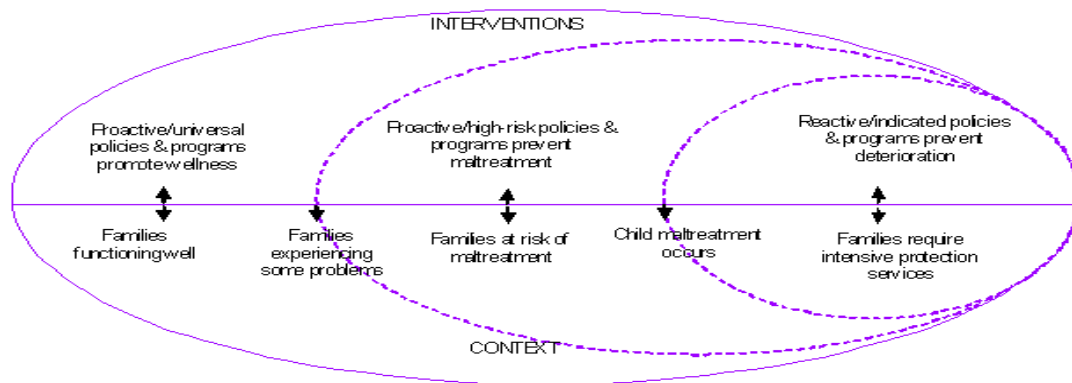 INTERVENTIONS
Proactive/universal
policies & programs
promote wellness
Proactive/high-risk policies &
programs prevent
maltreatment
Reactive/indicated policies
& programs prevent
deterioration
Families
functioning well
Families
experiencing
some problems
Families at risk of
maltreatment
Child maltreatment
occurs
Families require
intensive protection
services
CONTEXT